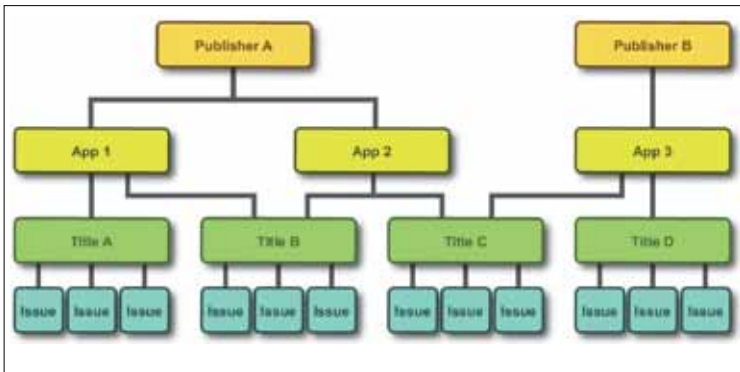 Publisher A
Publisher B
App 1
App 2
App 3
Title A
Title B
Title C
Title D
Issue
Issue
Issue
Issue
Issue
Issue
Issue
Issue
Issue
Issue
Issue
Issue